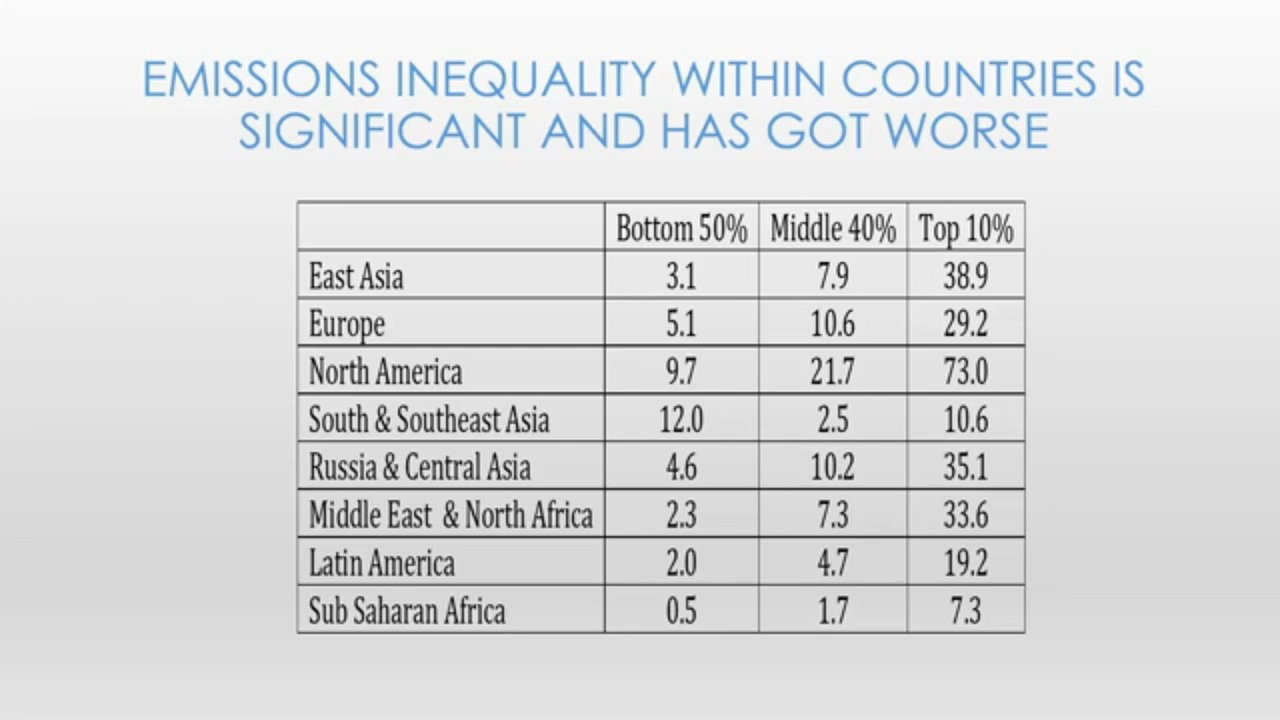 EMISSIONS INEQUALITY WITHIN COUNTRIES IS
SIGNIFICANT AND HAS GOT WORSE
Bottom 50% Middle 40% Top 10%
East Asia 3.1 7.9 38.9
Europe 5.1 10.6 29.2
North America 9.7 21.7 73.0
South & Southeast Asia 12.0 2.5 10.6
Russia & Central Asia 4.6 10.2 35.1
Middle East & North Africa 2.3 7.3 33.6
Latin America 2.0 4.7 19.2
Sub Saharan Africa 0.5 1.7 7.3